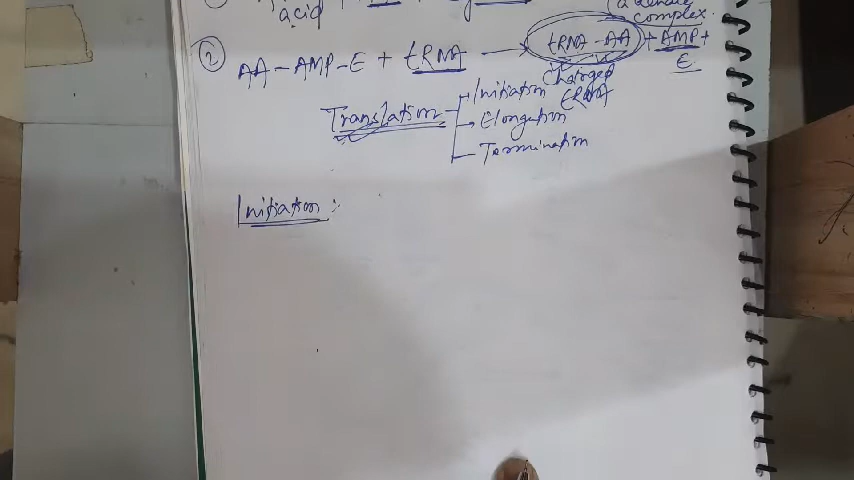 acid
complex.
② AA-AMP-E + tRNA → tRNA-AA + AMP + E
Charged tRNA
Translation
Initiation
Elongation
Termination
Initiation :